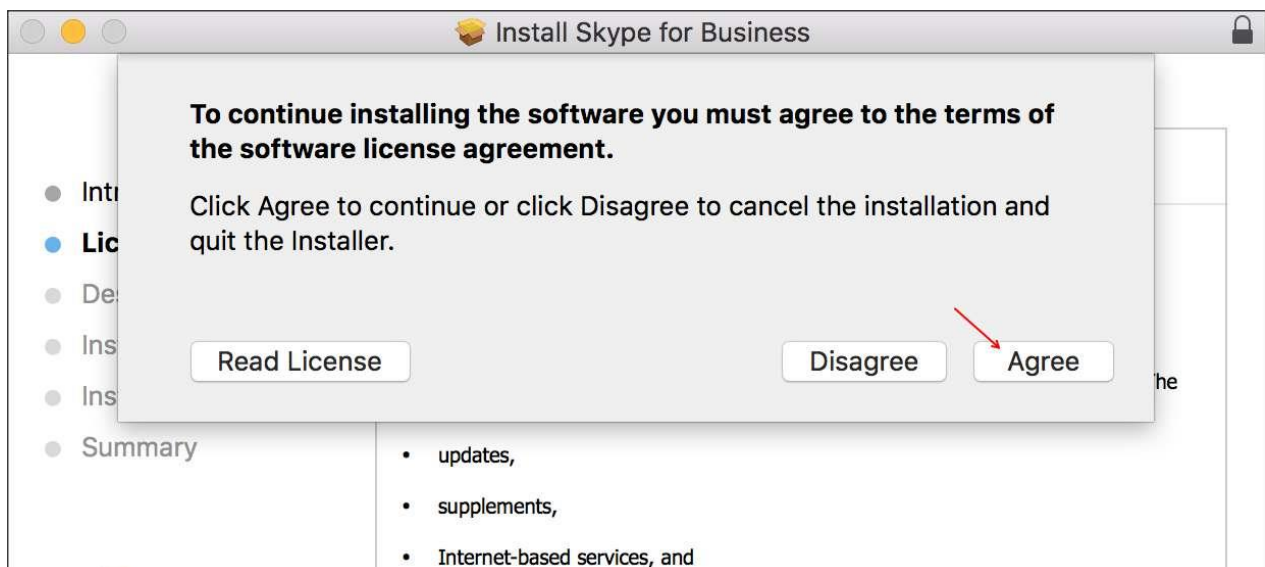 Install Skype for Business
To continue installing the software you must agree to the terms of
the software license agreement.
Click Agree to continue or click Disagree to cancel the installation and
quit the Installer.
Read License
Disagree
Agree
Summary
updates,
supplements,
Internet-based services, and